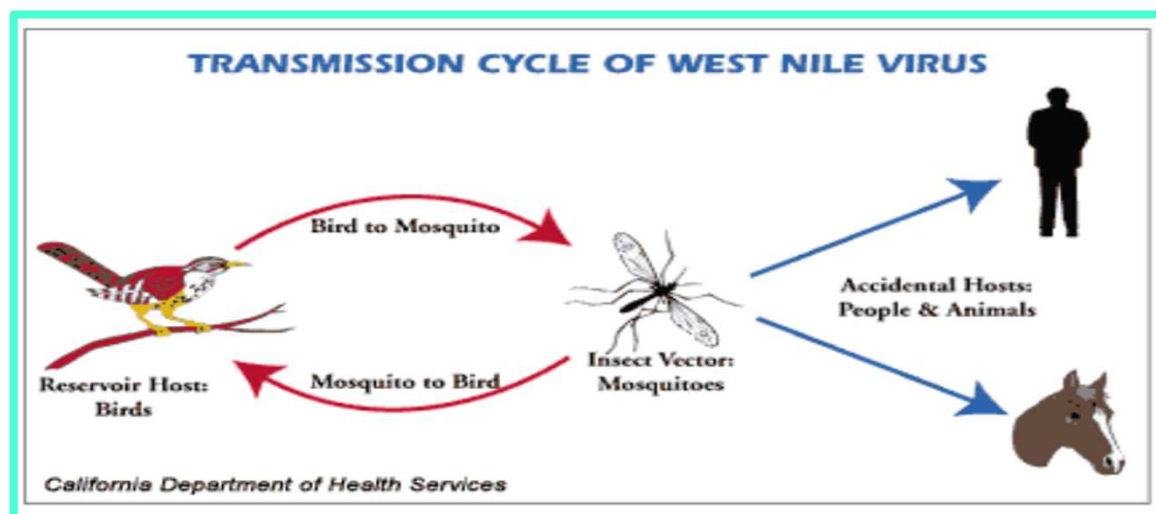 TRANSMISSION CYCLE OF WEST NILE VIRUS
Bird to Mosquito
Accidental Hosts:
People & Animals
Insect Vector:
Mosquitoes
Mosquito to Bird
Reservoir Host:
Birds
California Department of Health Services